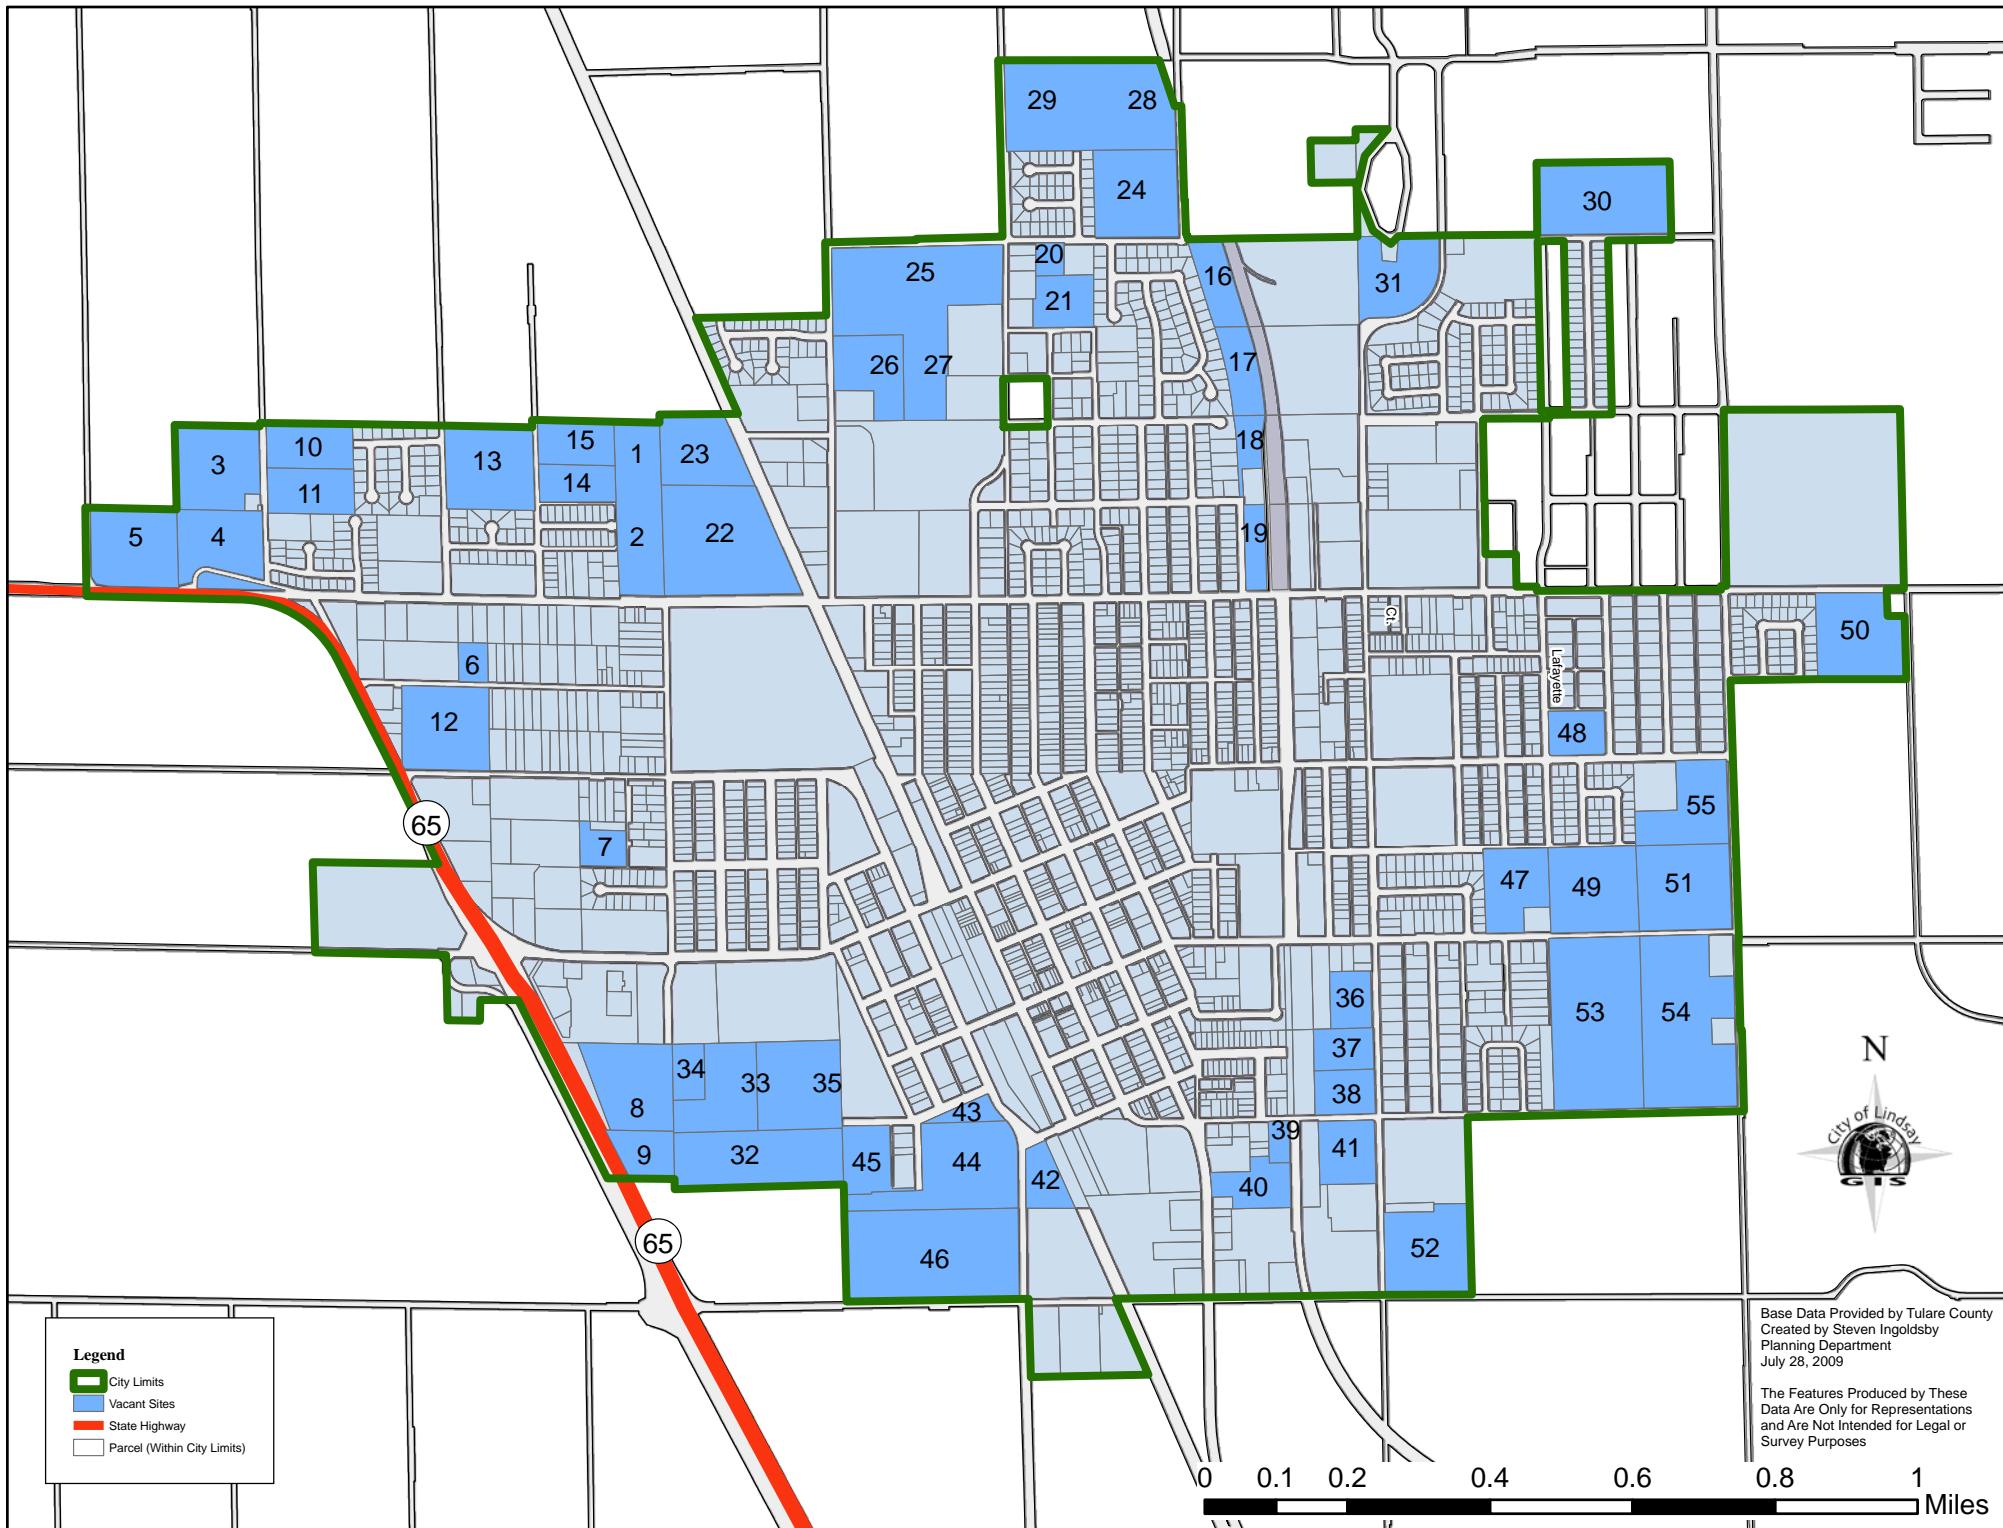 29
28
24
30
20
25
21
16
31
26
27
17
10
15
1
3
13
23
18
11
14
5
4
2
22
19
Ct.
50
6
Lafayette
12
48
55
65
7
47
49
51
36
53
54
N
34
33
35
37
8
38
43
City of Lindsay
GIS
39
9
32
45
44
41
42
40
65
46
52
Legend
City Limits
Vacant Sites
State Highway
Parcel (Within City Limits)
Base Data Provided by Tulare County
Created by Steven Ingoldsby
Planning Department
July 28, 2009
The Features Produced by These
Data Are Only for Representations
and Are Not Intended for Legal or
Survey Purposes
0 0.1 0.2 0.4 0.6 0.8 1
Miles